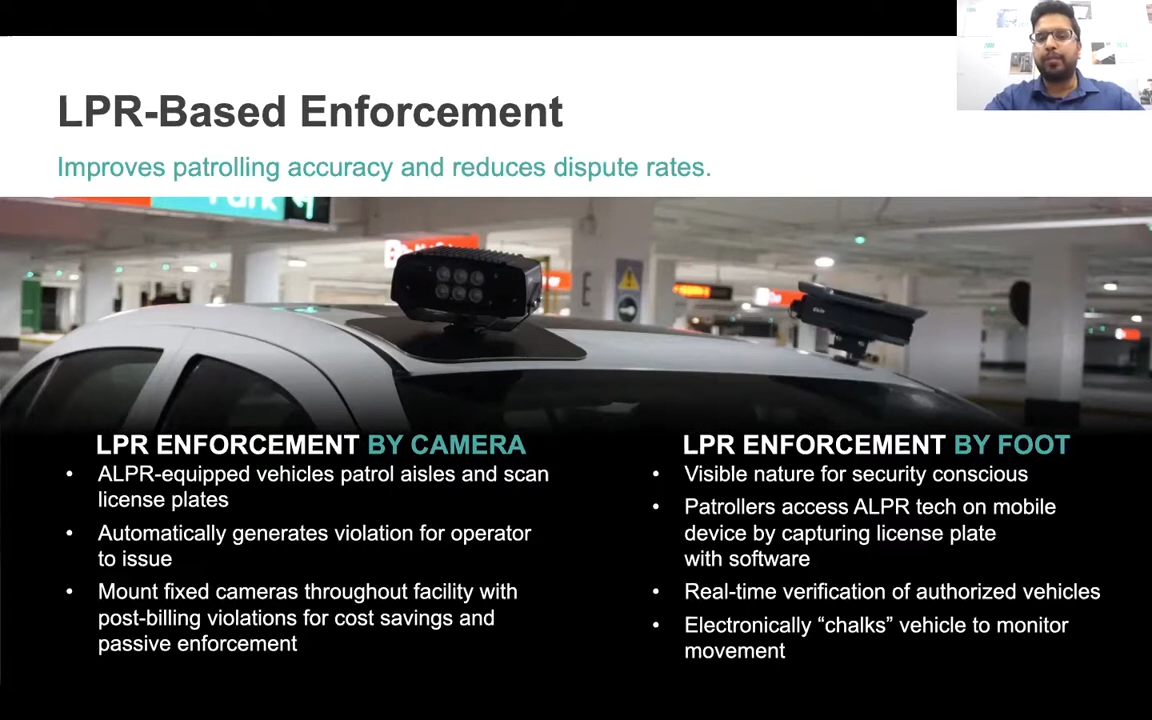 LPR-Based Enforcement
Improves patrolling accuracy and reduces dispute rates.
Park
E
LPR ENFORCEMENT BY CAMERA
• ALPR-equipped vehicles patrol aisles and scan
license plates
• Automatically generates violation for operator
to issue
• Mount fixed cameras throughout facility with
post-billing violations for cost savings and
passive enforcement
LPR ENFORCEMENT BY FOOT
• Visible nature for security conscious
• Patrollers access ALPR tech on mobile
device by capturing license plate
with software
• Real-time verification of authorized vehicles
• Electronically “chalks” vehicle to monitor
movement